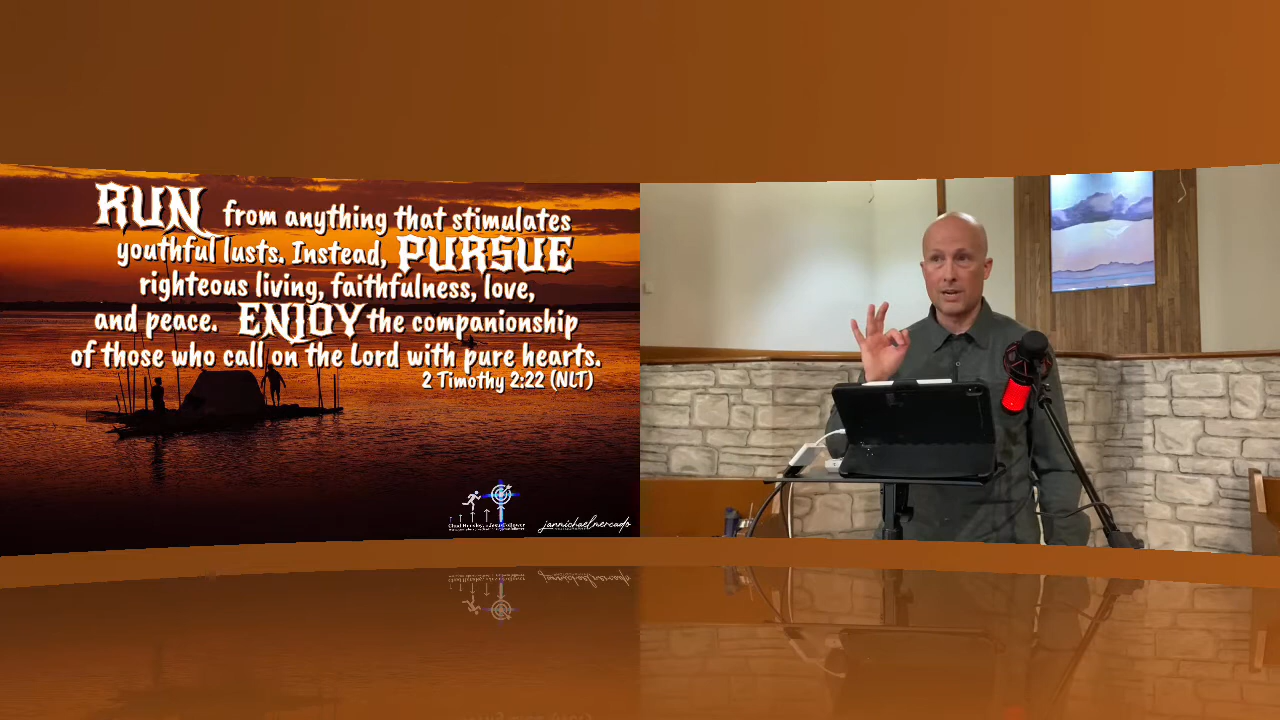 RUN from anything that stimulates
youthful lusts. Instead, PURSUE
righteous living, faithfulness, love,
and peace. ENJOY the companionship
of those who call on the Lord with pure hearts.
2 Timothy 2:22 (NLT)
janmichaelmercado